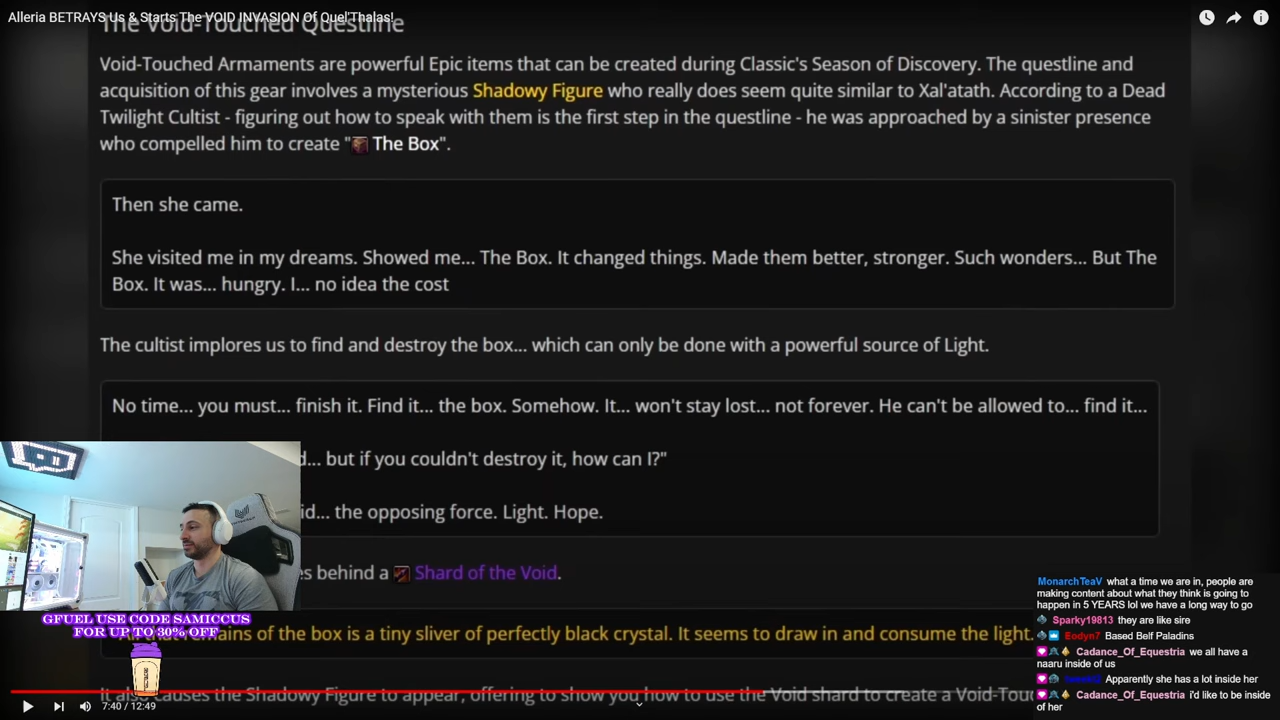 Alleria BETRAYS Us & Starts The VOID INVASION Of Quel'Thalas!
The Void-Touched Questline
Void-Touched Armaments are powerful Epic items that can be created during Classic's Season of Discovery. The questline and
acquisition of this gear involves a mysterious Shadowy Figure who really does seem quite similar to Xal'atath. According to a Dead
Twilight Cultist - figuring out how to speak with them is the first step in the questline - he was approached by a sinister presence
who compelled him to create "The Box".
Then she came.
She visited me in my dreams. Showed me... The Box. It changed things. Made them better, stronger. Such wonders... But The
Box. It was... hungry. I... no idea the cost
The cultist implores us to find and destroy the box... which can only be done with a powerful source of Light.
No time... you must... finish it. Find it... the box. Somehow. It... won't stay lost... not forever. He can't be allowed to... find it...
d... but if you couldn't destroy it, how can I?"
id... the opposing force. Light. Hope.
es behind a Shard of the Void.
ains of the box is a tiny sliver of perfectly black crystal. It seems to draw in and consume the light.
It also causes the Shadowy Figure to appear, offering to show you how to use the Void shard to create a Void-Tou
GFUEL USE CODE SAMICCUS
FOR UP TO 30% OFF
7:40 / 12:49
MonarchTeaV what a time we are in, people are
making content about what they think is going to
happen in 5 YEARS lol we have a long way to go
Sparky19813 they are like sire
Eodyn7 Based Belf Paladins
Cadance_Of_Equestria we all have a
naaru inside of us
Apparently she has a lot inside her
Cadance_Of_Equestria i'd like to be inside
of her